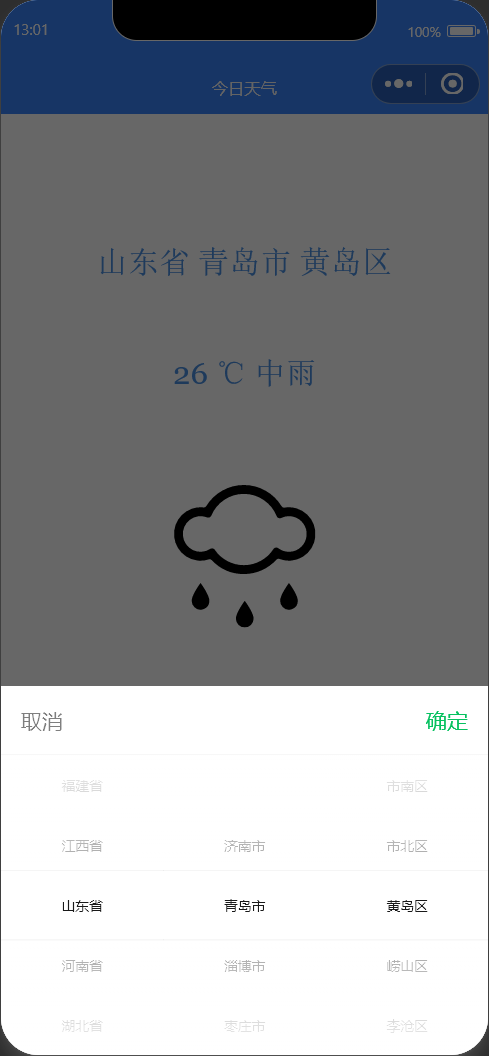 13:01 100%
今日天气
山东省 青岛市 黄岛区
26 ℃ 中雨
取消 确定
福建省 市南区
江西省 济南市 市北区
山东省 青岛市 黄岛区
河南省 淄博市 崂山区
湖北省 枣庄市 李沧区